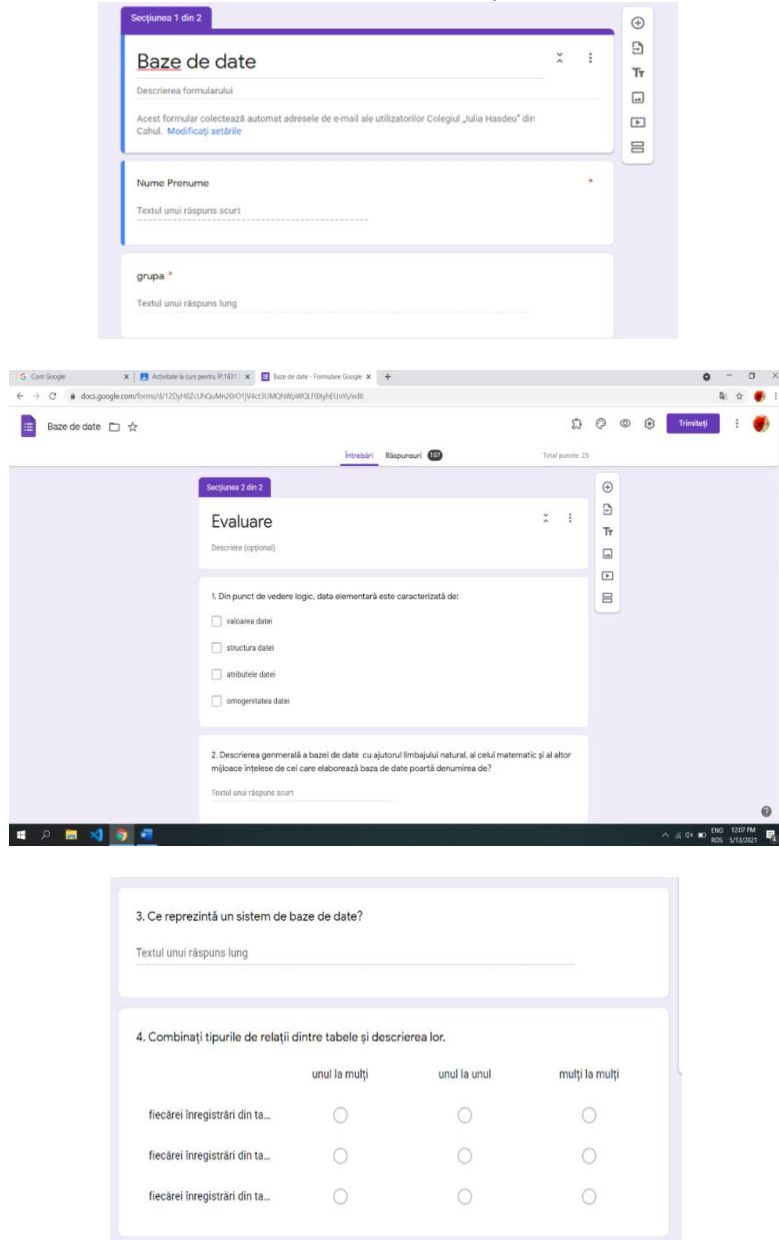 Secțiunea 1 din 2
Baze de date
Descrierea formularului
Acest formular colectează automat adresele de e-mail ale utilizatorilor Colegiul „Iulia Hasdeu” din
Cahul. Modificați setările
Nume Prenume *
Textul unui răspuns scurt
grupa *
Textul unui răspuns lung
Cont Google
Activitate la curs pentru ÎP.1831
Baze de date - Formulare Google
Baze de date
Trimiteți
Întrebări Răspunsuri 187 Total puncte: 25
Secțiunea 2 din 2
Evaluare
Descriere (opțional)
1. Din punct de vedere logic, data elementară este caracterizată de:
valoarea datei
structura datei
atributele datei
omogenitatea datei
2. Descrierea genmerală a bazei de date cu ajutorul limbajului natural, al celui matematic și al altor
mijloace înțelese de cei care elaborează baza de date poartă denumirea de?
Textul unui răspuns scurt
ENG 12:07 PM
ROS 5/13/2021
3. Ce reprezintă un sistem de baze de date?
Textul unui răspuns lung
4. Combinați tipurile de relații dintre tabele și descrierea lor.
unul la mulți unul la unul mulți la mulți
fiecărei înregistrări din ta...
fiecărei înregistrări din ta...
fiecărei înregistrări din ta...